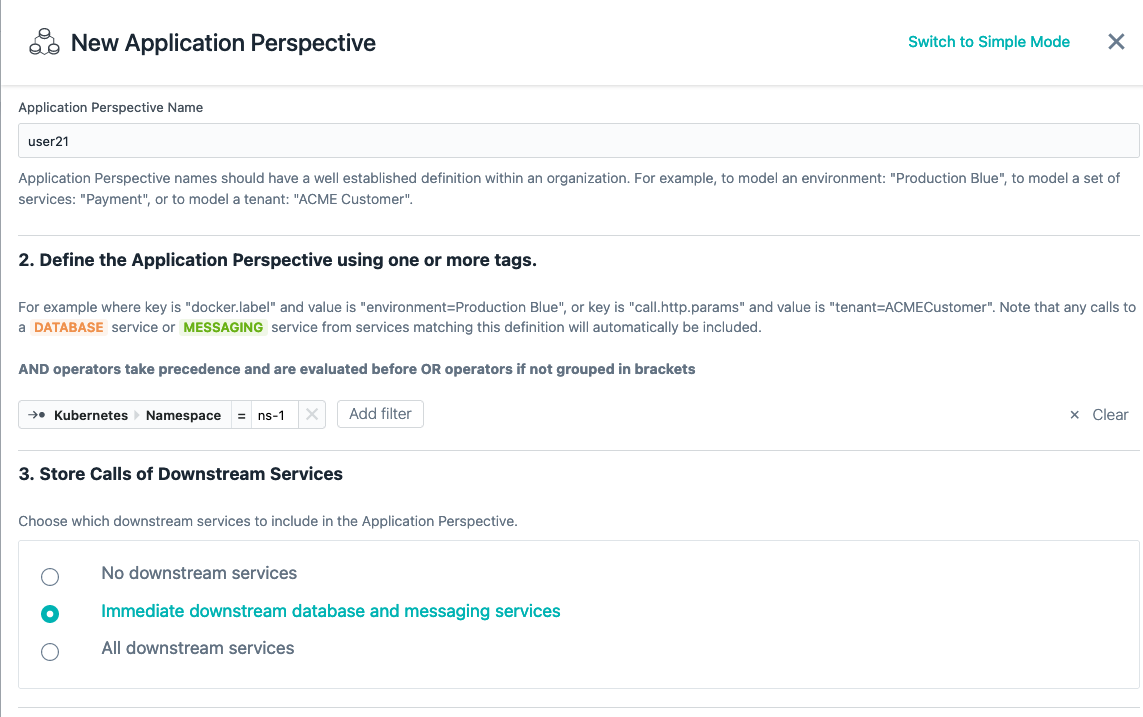 New Application Perspective
Switch to Simple Mode
Application Perspective Name
user21
Application Perspective names should have a well established definition within an organization. For example, to model an environment: "Production Blue", to model a set of
services: "Payment", or to model a tenant: "ACME Customer".
2. Define the Application Perspective using one or more tags.
For example where key is "docker.label" and value is "environment=Production Blue", or key is "call.http.params" and value is "tenant=ACMECustomer". Note that any calls to
a DATABASE service or MESSAGING service from services matching this definition will automatically be included.
AND operators take precedence and are evaluated before OR operators if not grouped in brackets
Kubernetes Namespace = ns-1 Add filter × Clear
3. Store Calls of Downstream Services
Choose which downstream services to include in the Application Perspective.
No downstream services
Immediate downstream database and messaging services
All downstream services